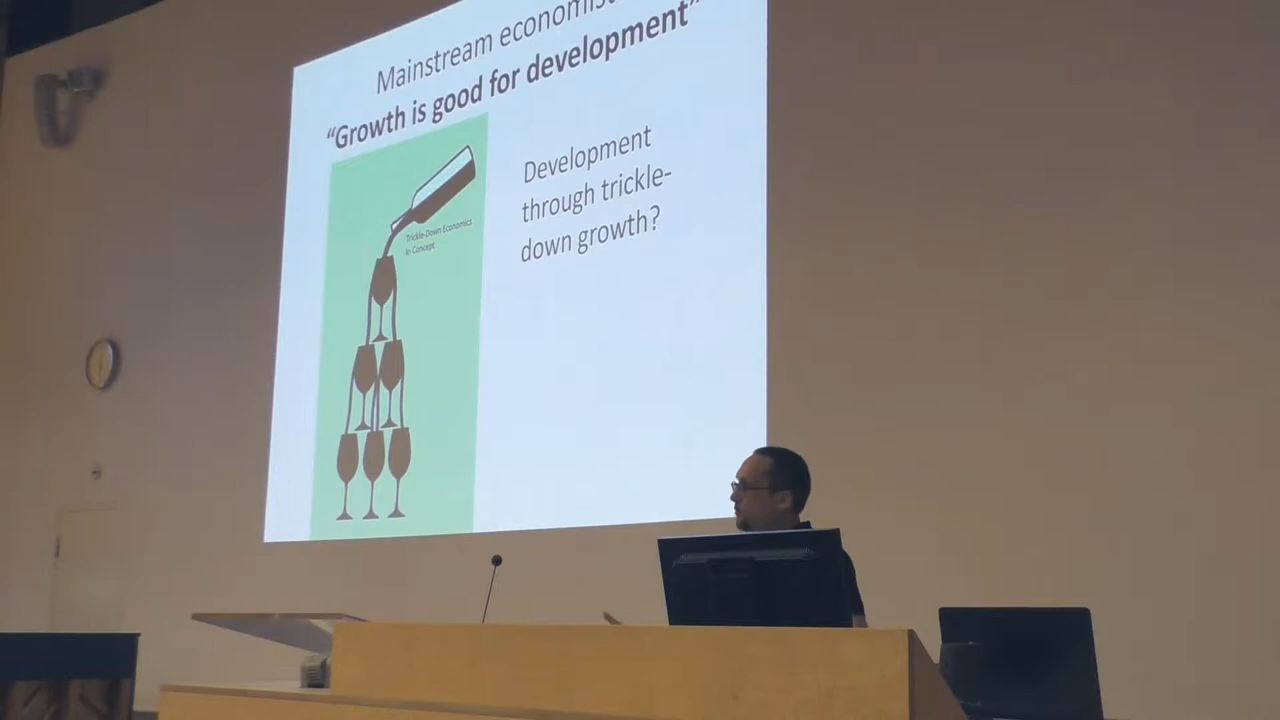 Mainstream economist
“Growth is good for development”
Development
through trickle-
down growth?
Trickle-Down Economics
In Concept